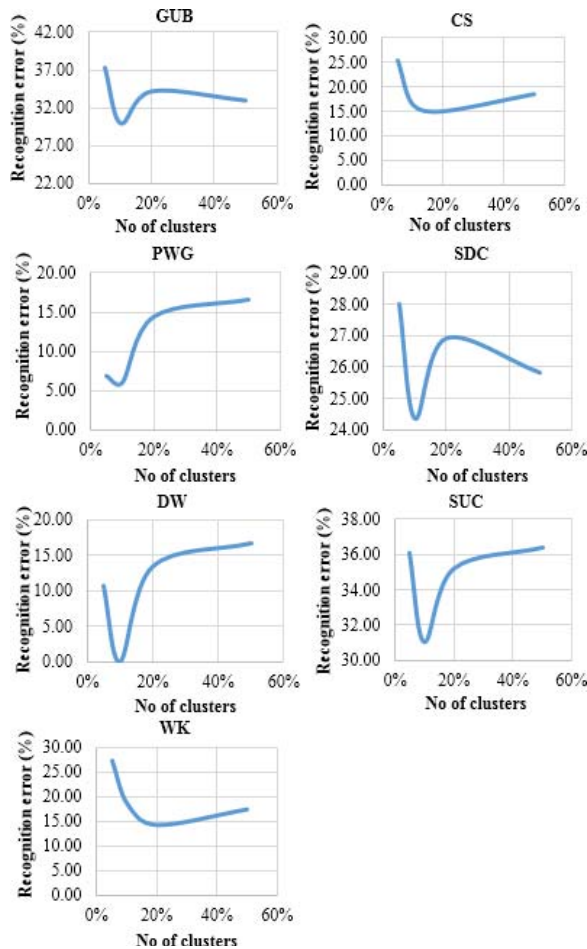 GUB
Recognition error (%)
42.00
37.00
32.00
27.00
22.00
0% 20% 40% 60%
No of clusters
CS
Recognition error (%)
30.00
25.00
20.00
15.00
10.00
5.00
0.00
0% 20% 40% 60%
No of clusters
PWG
Recognition error (%)
20.00
15.00
10.00
5.00
0.00
0% 20% 40% 60%
No of clusters
SDC
Recognition error (%)
29.00
28.00
27.00
26.00
25.00
24.00
0% 20% 40% 60%
No of clusters
DW
Recognition error (%)
20.00
15.00
10.00
5.00
0.00
0% 20% 40% 60%
No of clusters
SUC
Recognition error (%)
38.00
36.00
34.00
32.00
30.00
0% 20% 40% 60%
No of clusters
WK
Recognition error (%)
30.00
25.00
20.00
15.00
10.00
5.00
0.00
0% 20% 40% 60%
No of clusters